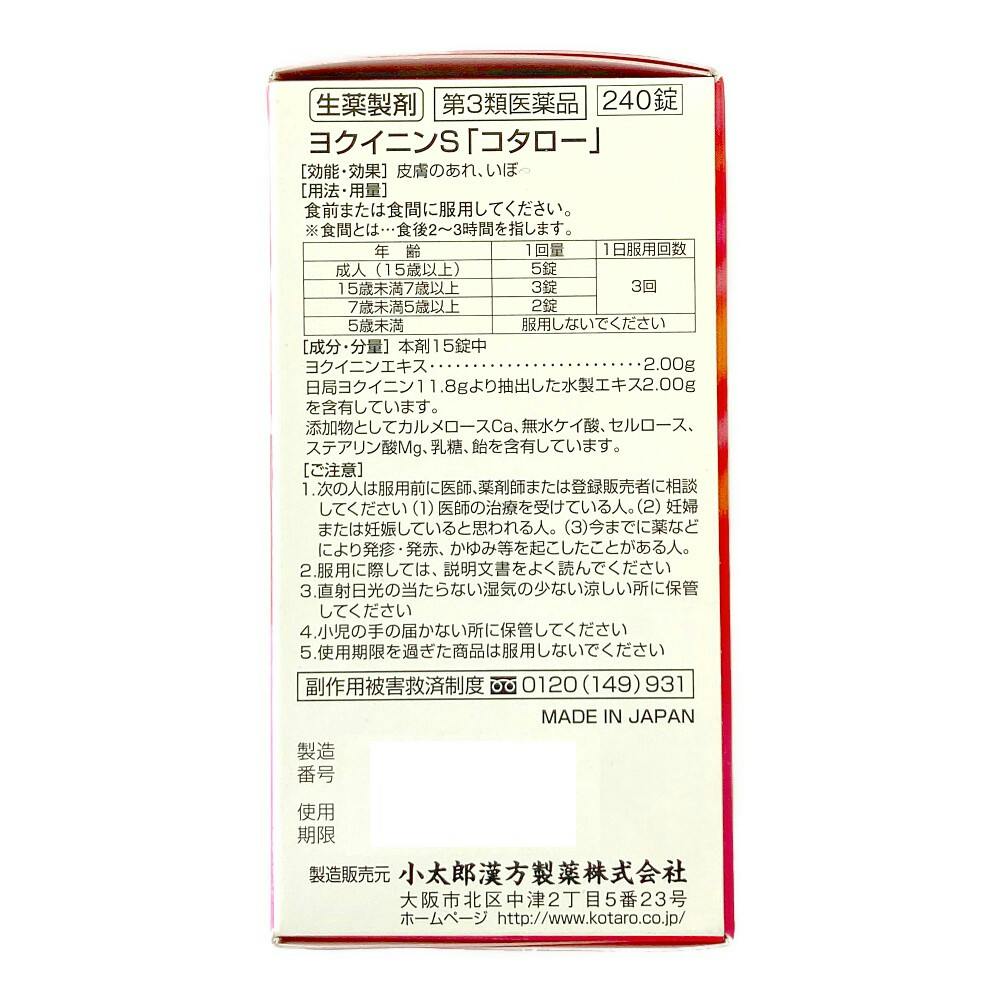 生薬製剤 第3類医薬品 240錠
ヨクイニンS「コタロー」
[効能・効果] 皮膚のあれ、いぼ
[用法・用量]
食前または食間に服用してください。
※食間とは…食後2〜3時間を指します。
年 齢 1回量 1日服用回数
成人（15歳以上） 5錠
15歳未満7歳以上 3錠 3回
7歳未満5歳以上 2錠
5歳未満 服用しないでください
[成分・分量] 本剤15錠中
ヨクイニンエキス・・・・・・・・・・・・・・・・・・・・・・・・・2.00g
日局ヨクイニン11.8gより抽出した水製エキス2.00g
を含有しています。
添加物としてカルメロースCa、無水ケイ酸、セルロース、
ステアリン酸Mg、乳糖、飴を含有しています。
[ご注意]
1.次の人は服用前に医師、薬剤師または登録販売者に相談
してください（1）医師の治療を受けている人。（2）妊婦
または妊娠していると思われる人。（3）今までに薬など
により発疹・発赤、かゆみ等を起こしたことがある人。
2.服用に際しては、説明文書をよく読んでください
3.直射日光の当たらない湿気の少ない涼しい所に保管
してください
4.小児の手の届かない所に保管してください
5.使用期限を過ぎた商品は服用しないでください
副作用被害救済制度 0120（149）931
MADE IN JAPAN
製造
番号
使用
期限
製造販売元 小太郎漢方製薬株式会社
大阪市北区中津2丁目5番23号
ホームページ http://www.kotaro.co.jp/